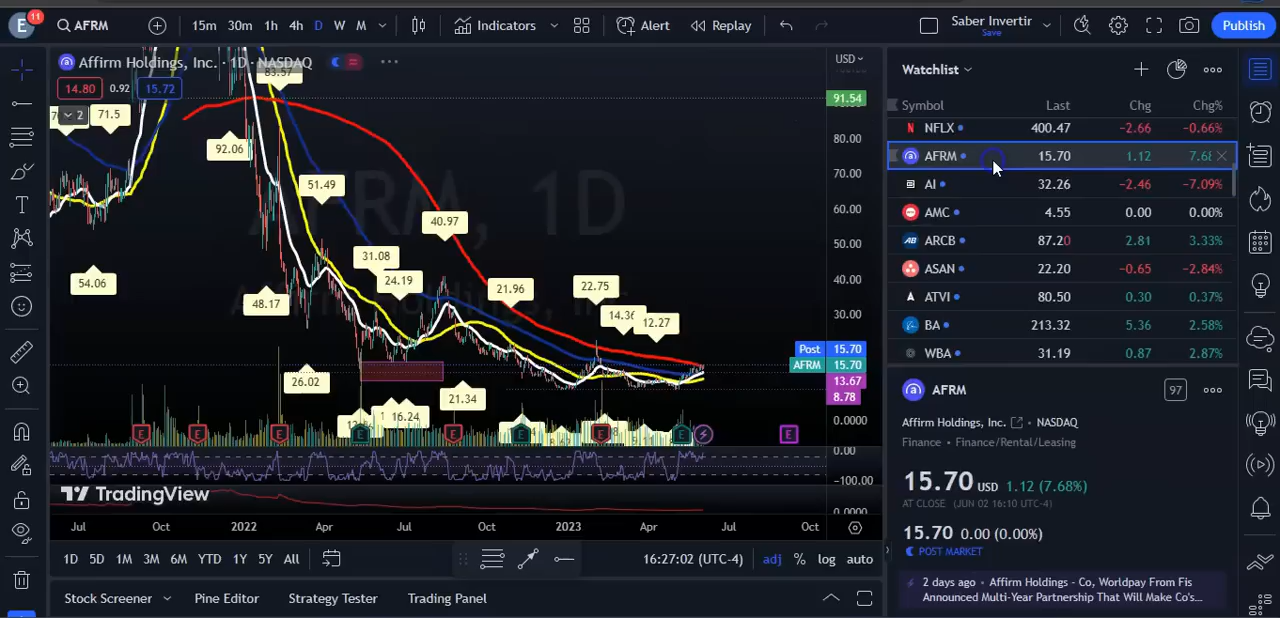 E 11 AFRM 15m 30m 1h 4h D W M Indicators Alert Replay Saber Invertir Save Publish
Affirm Holdings, Inc. · 1D · NASDAQ
14.80 0.92 15.72
USD
2
71.5
92.06
51.49
40.97
31.08
24.19
21.96
22.75
14.36
12.27
54.06
48.17
26.02
16.24
21.34
AFRM, 1D
91.54
80.00
70.00
60.00
50.00
40.00
30.00
Post 15.70
AFRM 15.70
13.67
8.78
0.0000
0.00
−100.00
0.0000
E E E E E E E E E
TradingView
Jul Oct 2022 Apr Jul Oct 2023 Apr Jul Oct
1D 5D 1M 3M 6M YTD 1Y 5Y All 16:27:02 (UTC-4) adj % log auto
Stock Screener Pine Editor Strategy Tester Trading Panel
Watchlist
Symbol Last Chg Chg%
NFLX 400.47 −2.66 −0.66%
AFRM 15.70 1.12
AI 32.26 −2.46 −7.09%
AMC 4.55 0.00 0.00%
ARCB 87.20 2.81 3.33%
ASAN 22.20 −0.65 −2.84%
ATVI 80.50 0.30 0.37%
BA 213.32 5.36 2.58%
WBA 31.19 0.87 2.87%
AFRM 97
Affirm Holdings, Inc. · NASDAQ
Finance · Finance/Rental/Leasing
15.70 USD 1.12 (7.68%)
AT CLOSE (JUN 02 16:10 UTC-4)
15.70 0.00 (0.00%)
POST MARKET
2 days ago · Affirm Holdings - Co, Worldpay From Fis
Announced Multi-Year Partnership That Will Make Co's...